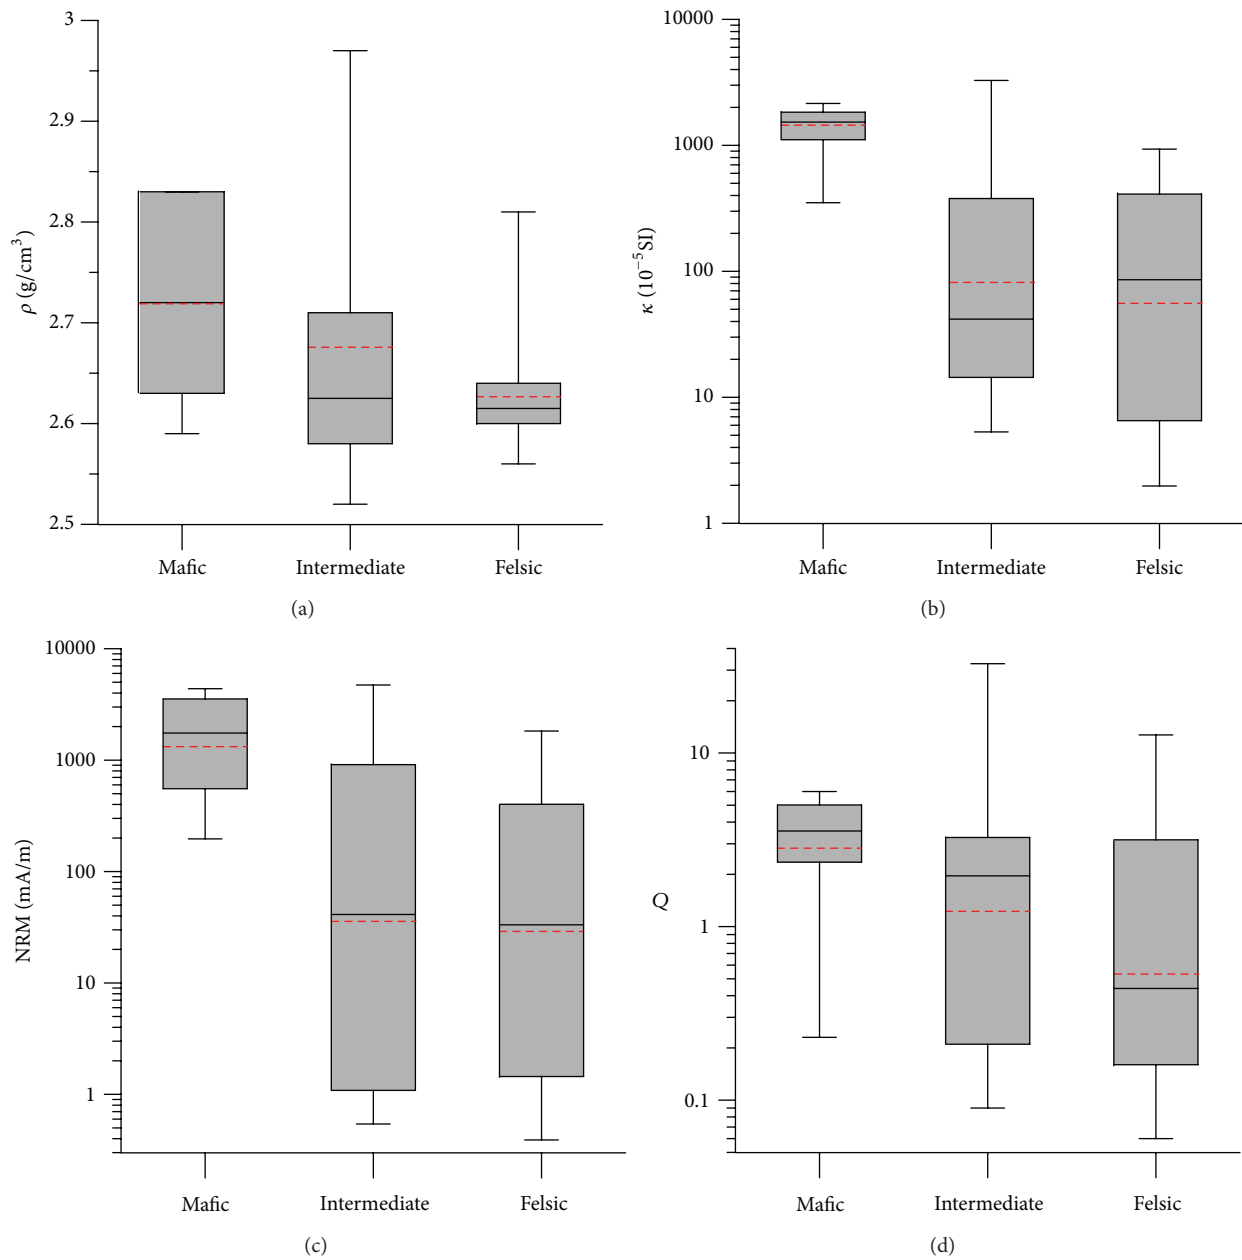 3
2.9
2.8
2.7
2.6
2.5
ρ (g/cm³)
Mafic Intermediate Felsic
(a)
10000
1000
100
10
1
κ (10⁻⁵SI)
Mafic Intermediate Felsic
(b)
10000
1000
100
10
1
NRM (mA/m)
Mafic Intermediate Felsic
(c)
10
1
0.1
Q
Mafic Intermediate Felsic
(d)